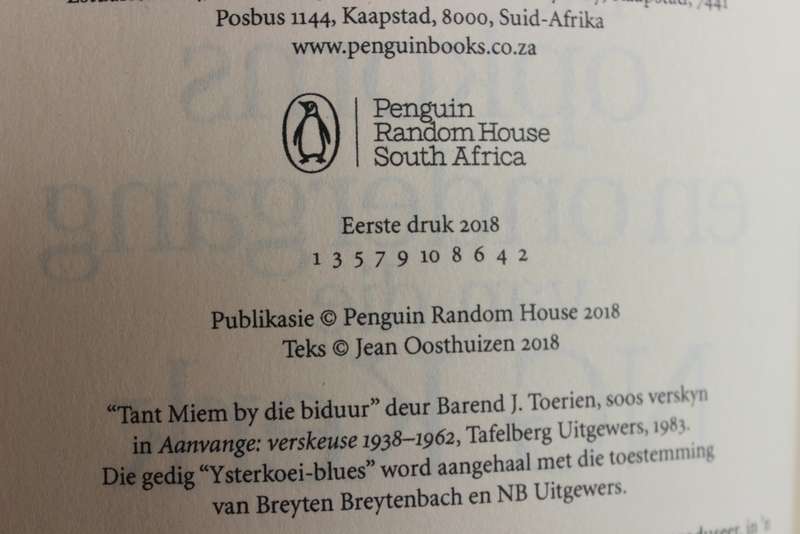 Kaapstad, 7441
Posbus 1144, Kaapstad, 8000, Suid-Afrika
www.penguinbooks.co.za
Penguin
Random House
South Africa
Eerste druk 2018
1 3 5 7 9 10 8 6 4 2
Publikasie © Penguin Random House 2018
Teks © Jean Oosthuizen 2018
“Tant Miem by die biduur” deur Barend J. Toerien, soos verskyn
in Aanvange: verskeuse 1938–1962, Tafelberg Uitgewers, 1983.
Die gedig “Ysterkoei-blues” word aangehaal met die toestemming
van Breyten Breytenbach en NB Uitgewers.
in 'n